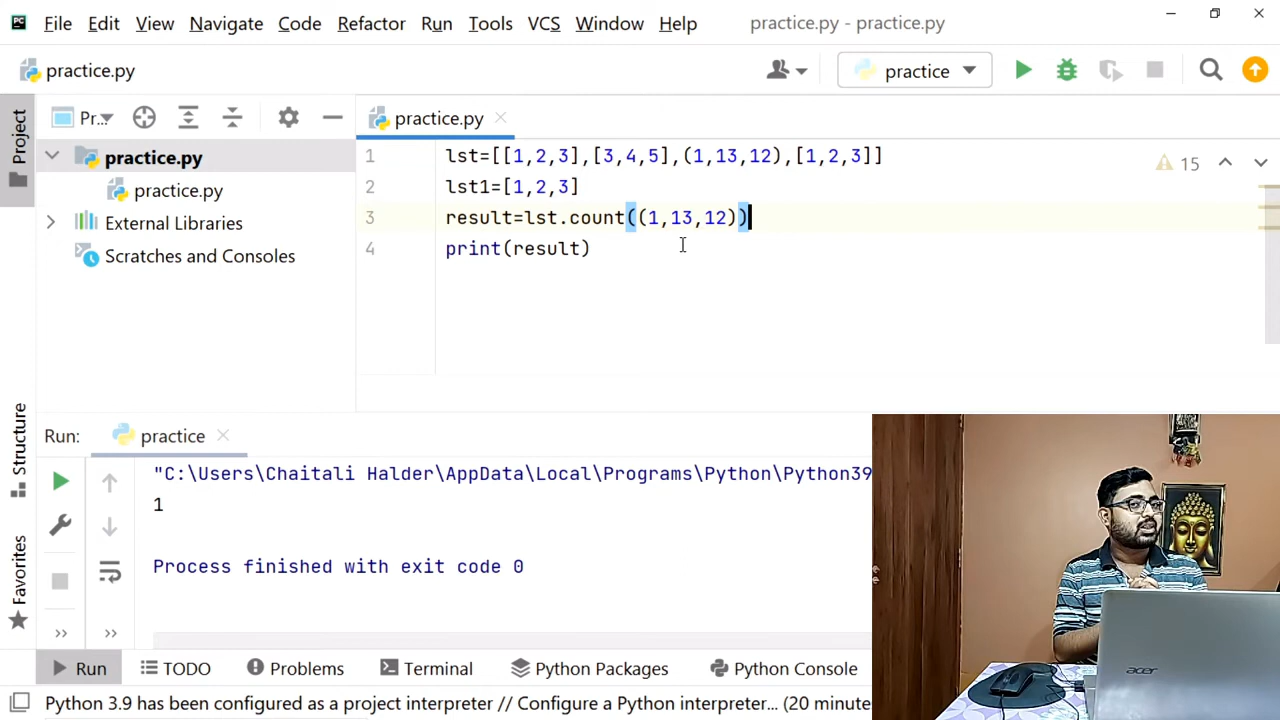 File Edit View Navigate Code Refactor Run Tools VCS Window Help practice.py - practice.py
practice.py practice
Project
Pr... practice.py
practice.py
practice.py
External Libraries
Scratches and Consoles
1 lst=[[1,2,3],[3,4,5],(1,13,12),[1,2,3]]
2 lst1=[1,2,3]
3 result=lst.count((1,13,12))
4 print(result)
15
Structure
Favorites
Run: practice
"C:\Users\Chaitali Halder\AppData\Local\Programs\Python\Python39
1
Process finished with exit code 0
acer
Run TODO Problems Terminal Python Packages Python Console
Python 3.9 has been configured as a project interpreter // Configure a Python interpreter... (20 minute